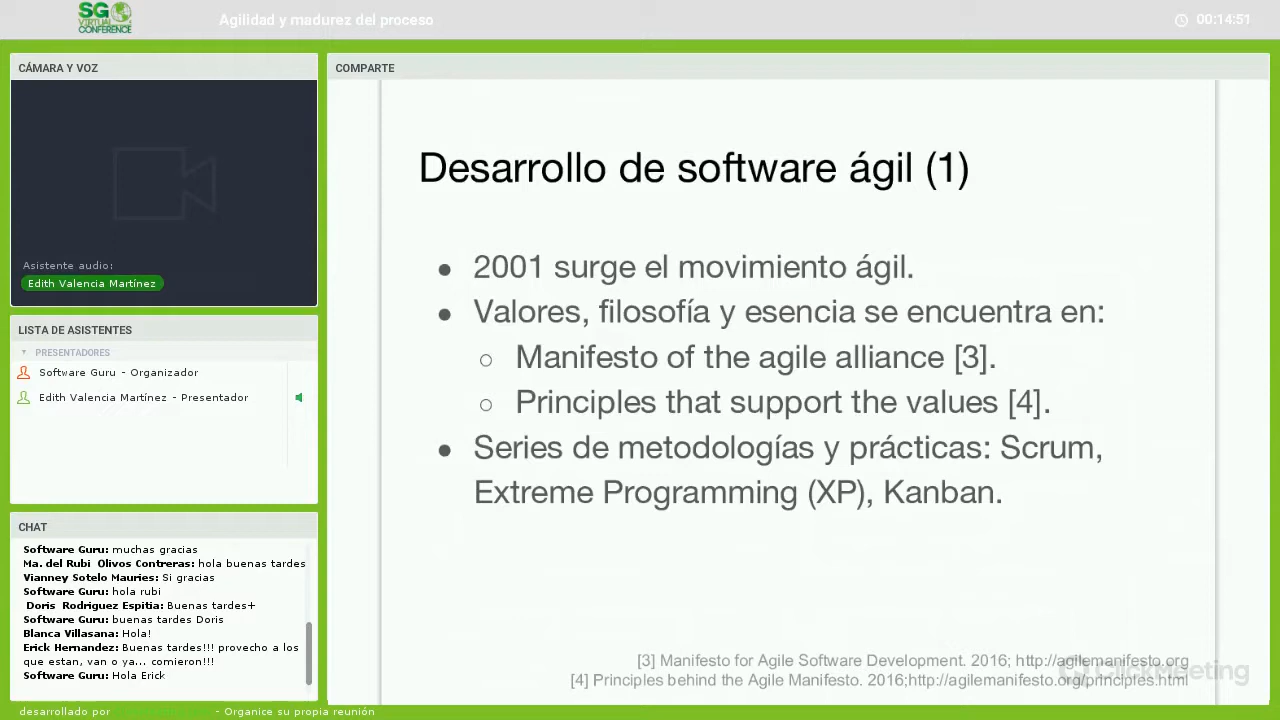 SG
VIRTUAL
CONFERENCE
Agilidad y madurez del proceso
00:14:51
CÁMARA Y VOZ
Asistente audio:
Edith Valencia Martínez
LISTA DE ASISTENTES
PRESENTADORES
Software Guru - Organizador
Edith Valencia Martínez - Presentador
CHAT
Software Guru: muchas gracias
Ma. del Rubi Olivos Contreras: hola buenas tardes
Vianney Sotelo Mauries: Si gracias
Software Guru: hola rubi
Doris Rodriguez Espitia: Buenas tardes+
Software Guru: buenas tardes Doris
Blanca Villasana: Hola!
Erick Hernandez: Buenas tardes!!! provecho a los
que estan, van o ya... comieron!!!
Software Guru: Hola Erick
COMPARTE
Desarrollo de software ágil (1)
● 2001 surge el movimiento ágil.
● Valores, filosofía y esencia se encuentra en:
○ Manifesto of the agile alliance [3].
○ Principles that support the values [4].
● Series de metodologías y prácticas: Scrum,
Extreme Programming (XP), Kanban.
[3] Manifesto for Agile Software Development. 2016; http://agilemanifesto.org
[4] Principles behind the Agile Manifesto. 2016;http://agilemanifesto.org/principles.html
ClickMeeting
desarrollado por - Organice su propia reunión